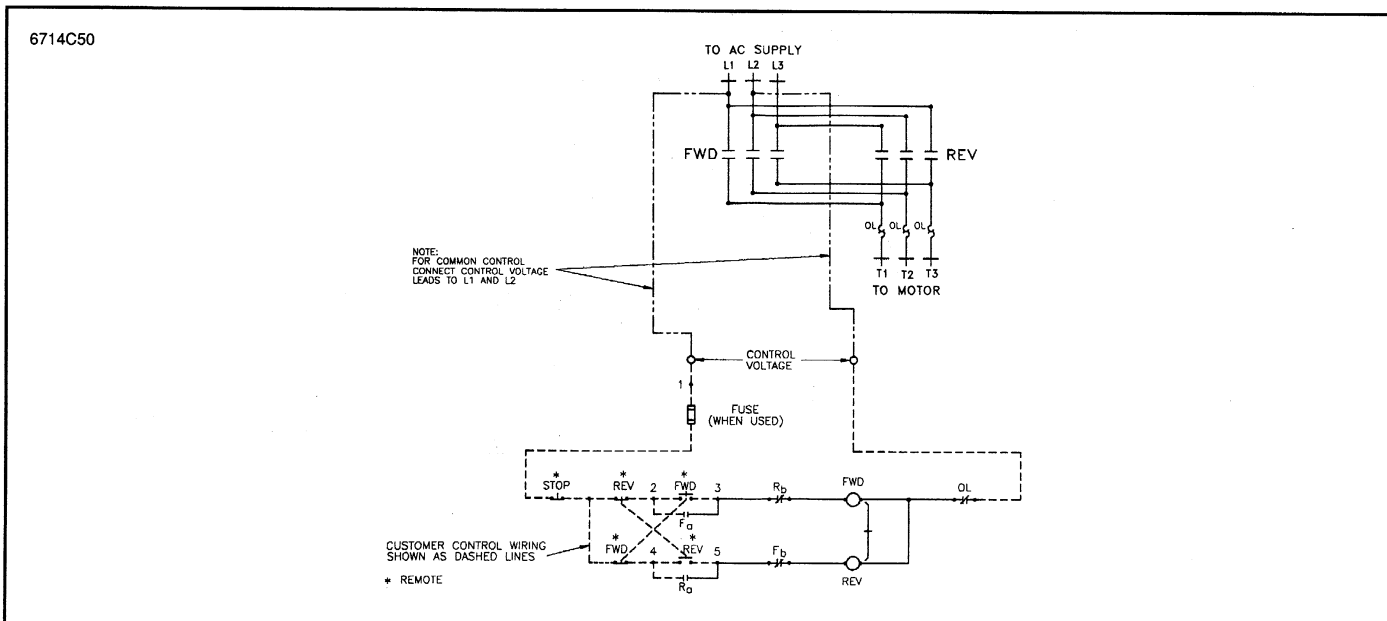 6714C50
TO AC SUPPLY
L1 L2 L3
FWD
REV
OL OL OL
T1 T2 T3
TO MOTOR
NOTE:
FOR COMMON CONTROL
CONNECT CONTROL VOLTAGE
LEADS TO L1 AND L2
CONTROL
VOLTAGE
1
FUSE
(WHEN USED)
* * *
STOP REV 2 FWD 3 Rb FWD OL
Fa
* *
FWD 4 REV 5 Fb REV
Ra
CUSTOMER CONTROL WIRING
SHOWN AS DASHED LINES
* REMOTE